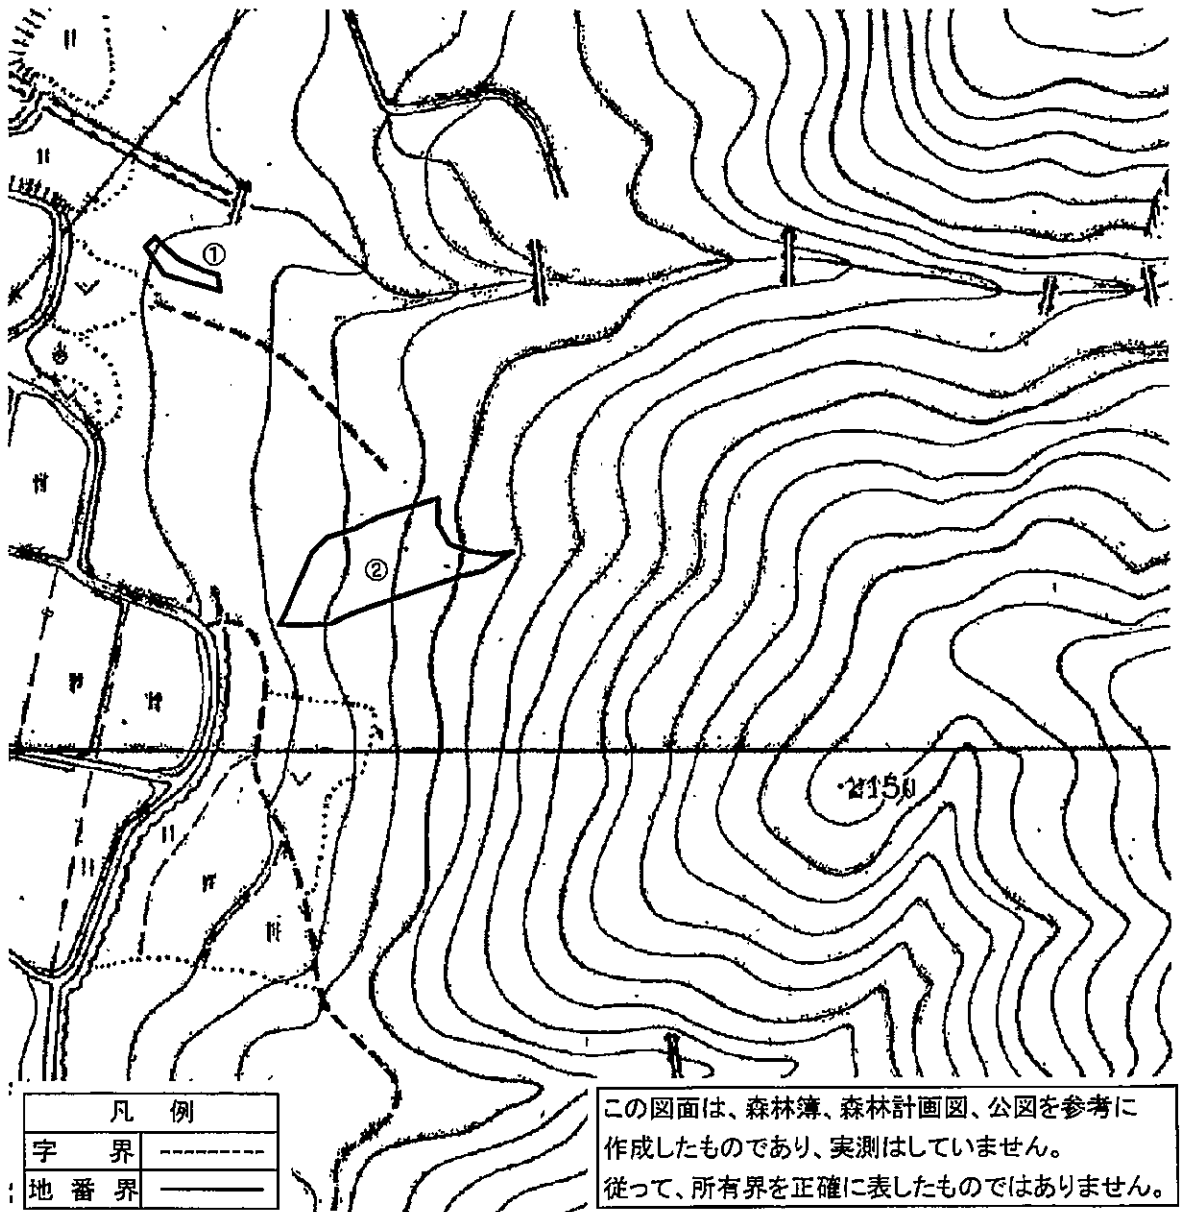 ①
②
凡 例
字 界
地 番 界
この図面は、森林簿、森林計画図、公図を参考に
作成したものであり、実測はしていません。
従って、所有界を正確に表したものではありません。